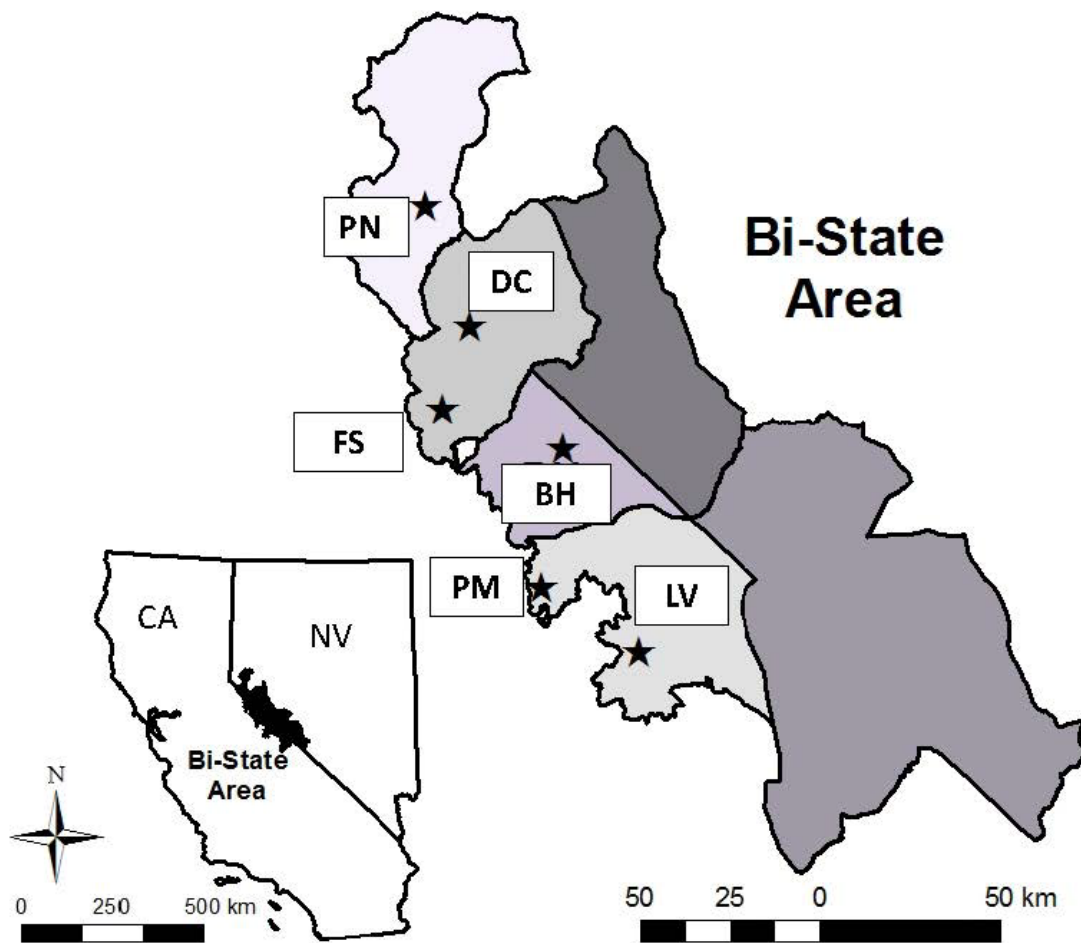 PN
DC
Bi-State
Area
FS
BH
PM
LV
CA
NV
Bi-State
Area
N
0 250 500 km
50 25 0 50 km